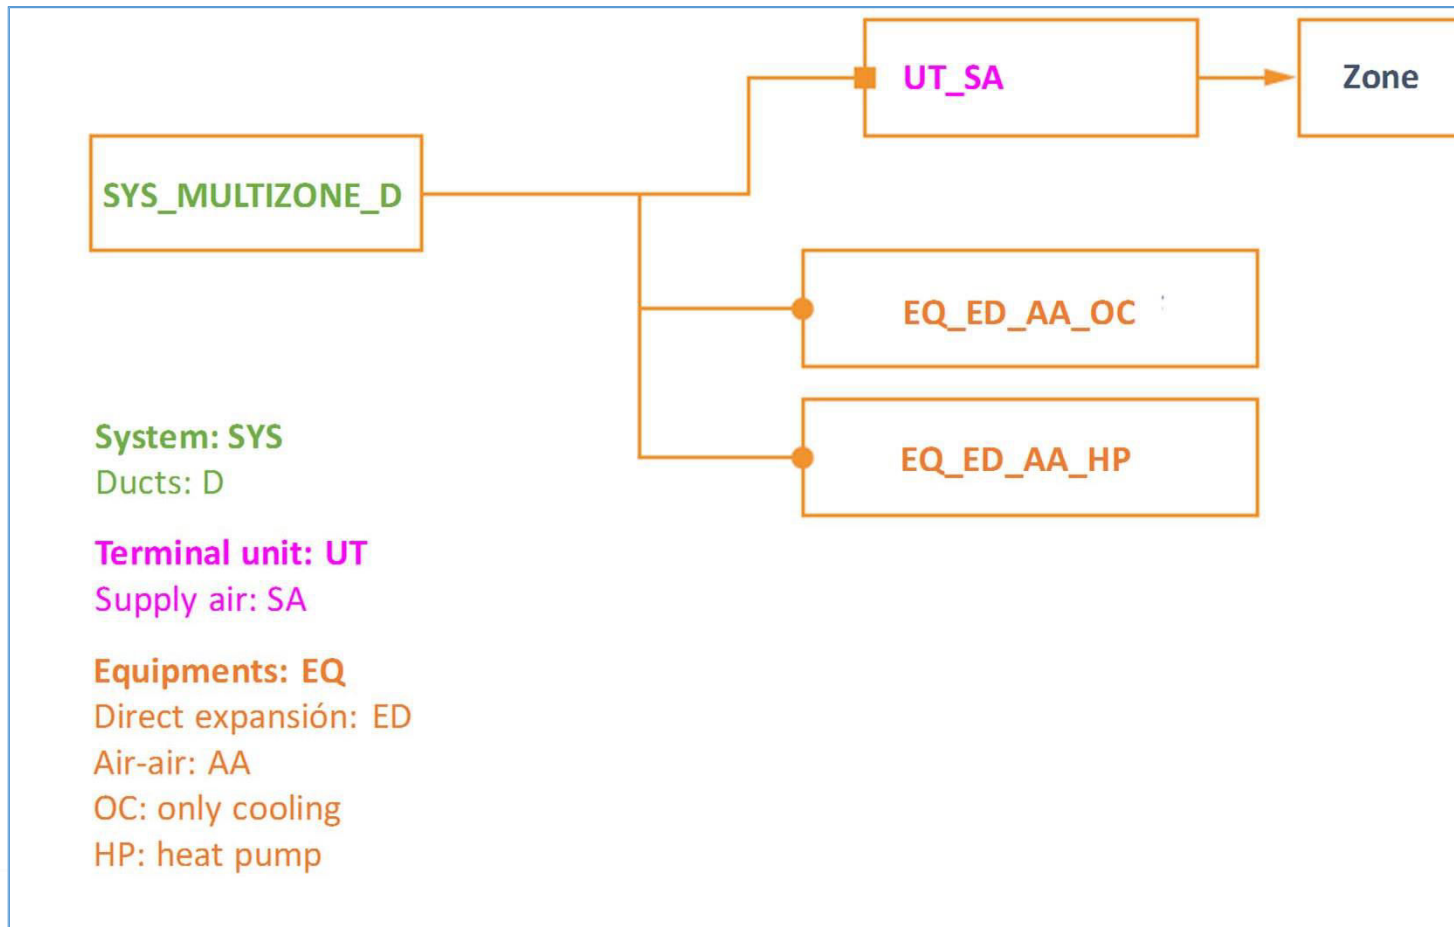 UT_SA
Zone
SYS_MULTIZONE_D
EQ_ED_AA_OC
EQ_ED_AA_HP
System: SYS
Ducts: D
Terminal unit: UT
Supply air: SA
Equipments: EQ
Direct expansión: ED
Air-air: AA
OC: only cooling
HP: heat pump